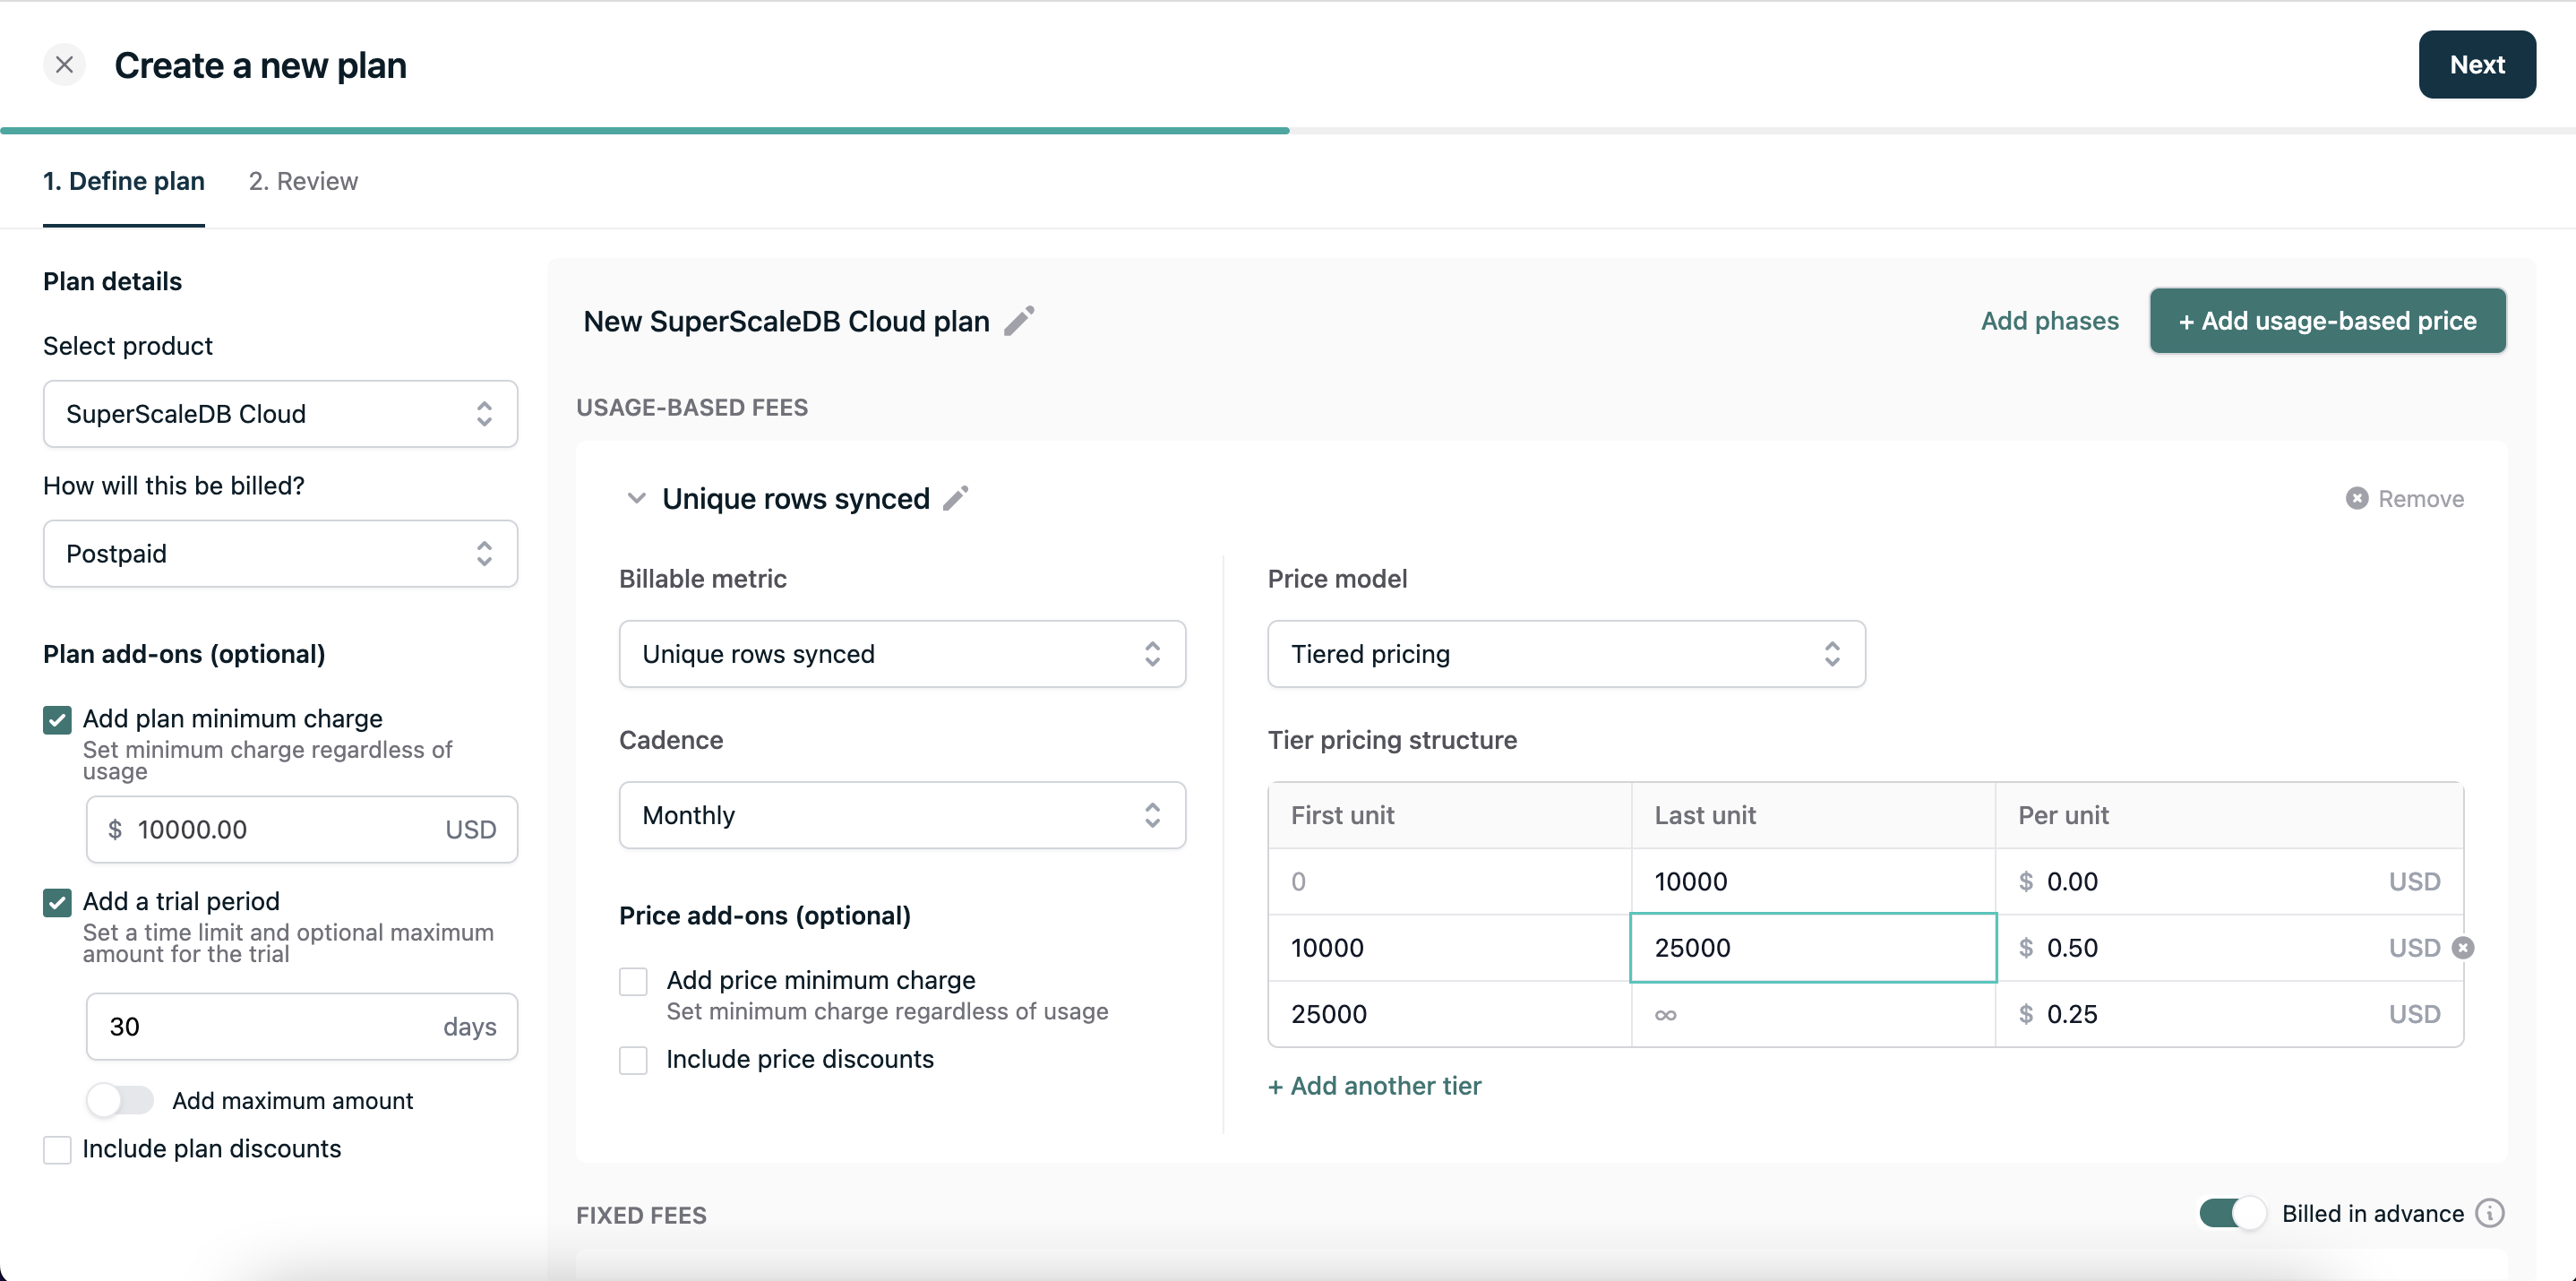 Create a new plan
Next
1. Define plan
2. Review
Plan details
Select product
SuperScaleDB Cloud
How will this be billed?
Postpaid
Plan add-ons (optional)
Add plan minimum charge
Set minimum charge regardless of
usage
$ 10000.00 USD
Add a trial period
Set a time limit and optional maximum
amount for the trial
30 days
Add maximum amount
Include plan discounts
New SuperScaleDB Cloud plan
Add phases
+ Add usage-based price
USAGE-BASED FEES
Unique rows synced
Remove
Billable metric
Unique rows synced
Cadence
Monthly
Price add-ons (optional)
Add price minimum charge
Set minimum charge regardless of usage
Include price discounts
Price model
Tiered pricing
Tier pricing structure
First unit Last unit Per unit
0 10000 $ 0.00 USD
10000 25000 $ 0.50 USD
25000 ∞ $ 0.25 USD
+ Add another tier
FIXED FEES
Billed in advance